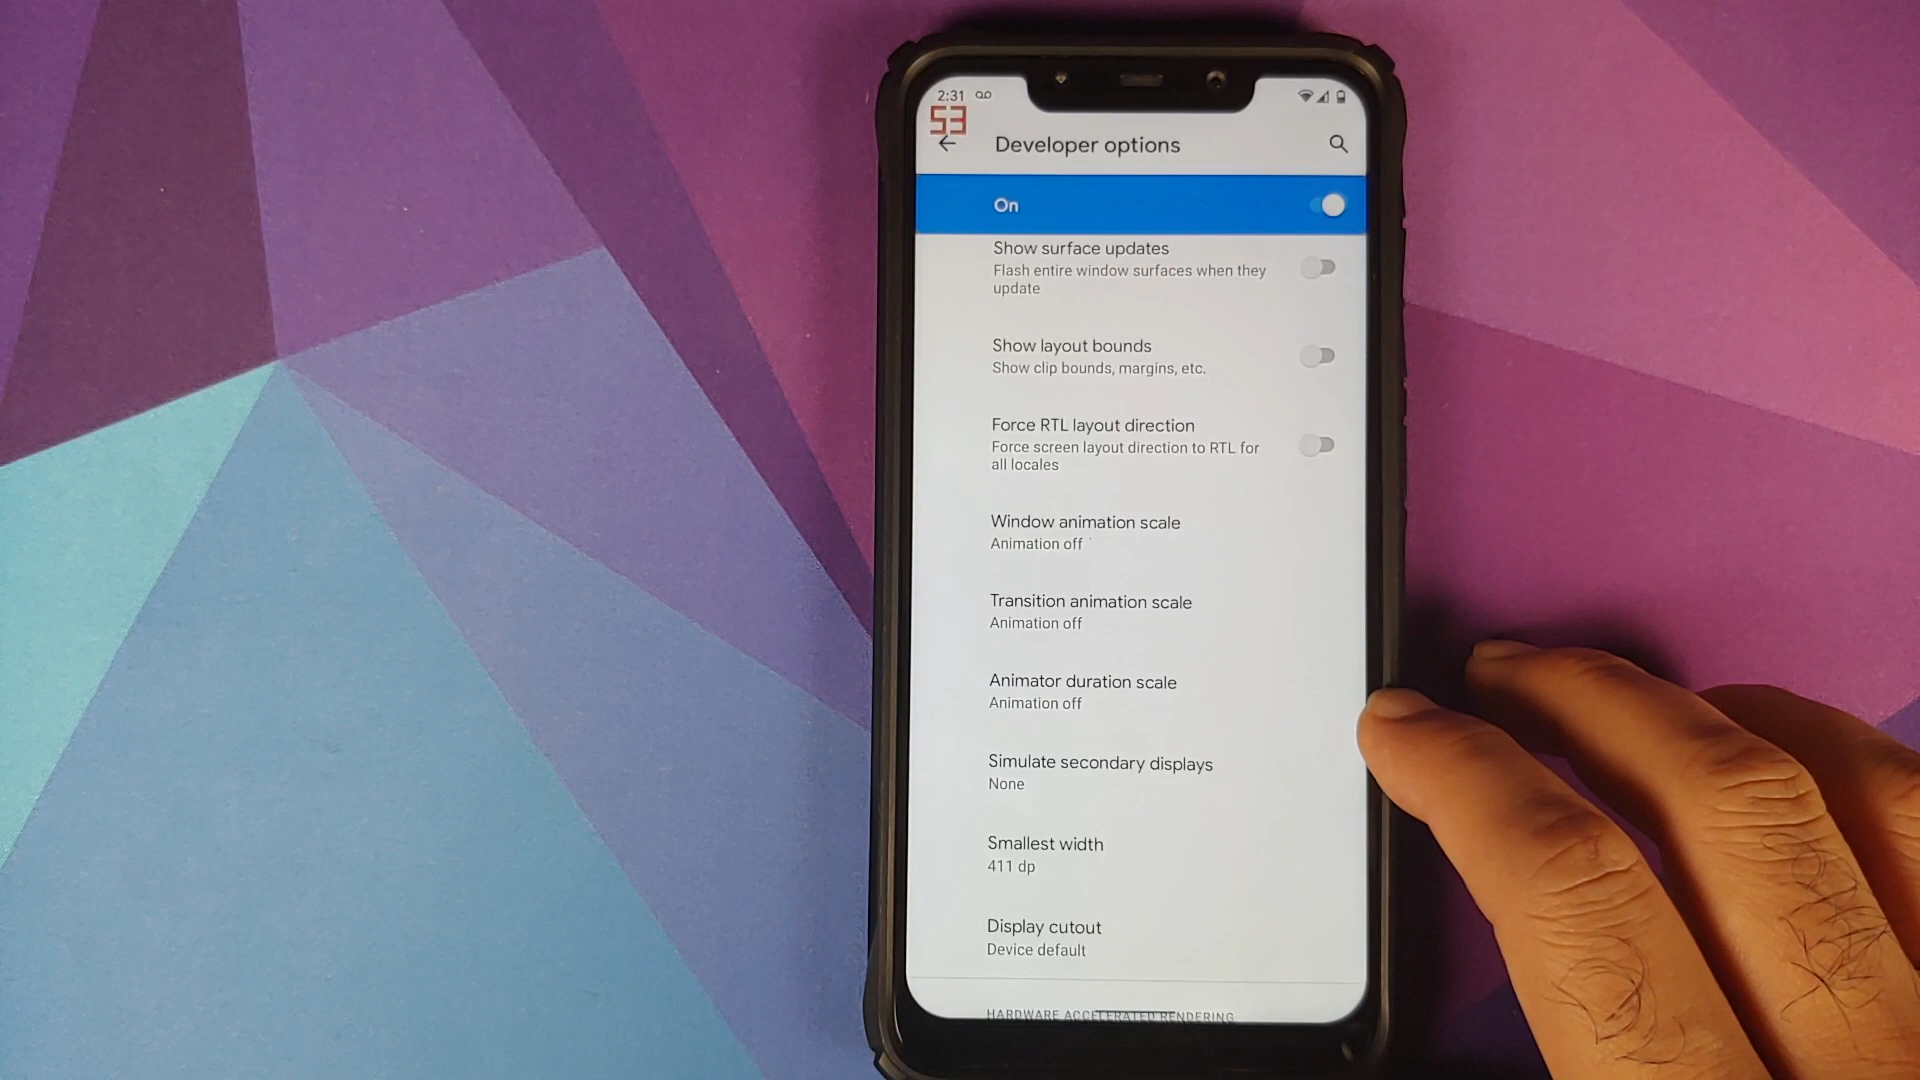 2:31
53
Developer options
On
Show surface updates
Flash entire window surfaces when they
update
Show layout bounds
Show clip bounds, margins, etc.
Force RTL layout direction
Force screen layout direction to RTL for
all locales
Window animation scale
Animation off
Transition animation scale
Animation off
Animator duration scale
Animation off
Simulate secondary displays
None
Smallest width
411 dp
Display cutout
Device default
HARDWARE ACCELERATED RENDERING